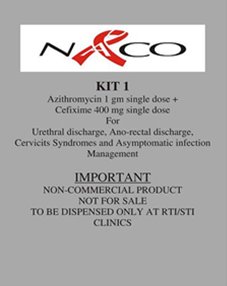 NACO
KIT 1
Azithromycin 1 gm single dose +
Cefixime 400 mg single dose
For
Urethral discharge, Ano-rectal discharge,
Cervicits Syndromes and Asymptomatic infection
Management
IMPORTANT
NON-COMMERCIAL PRODUCT
NOT FOR SALE
TO BE DISPENSED ONLY AT RTI/STI
CLINICS